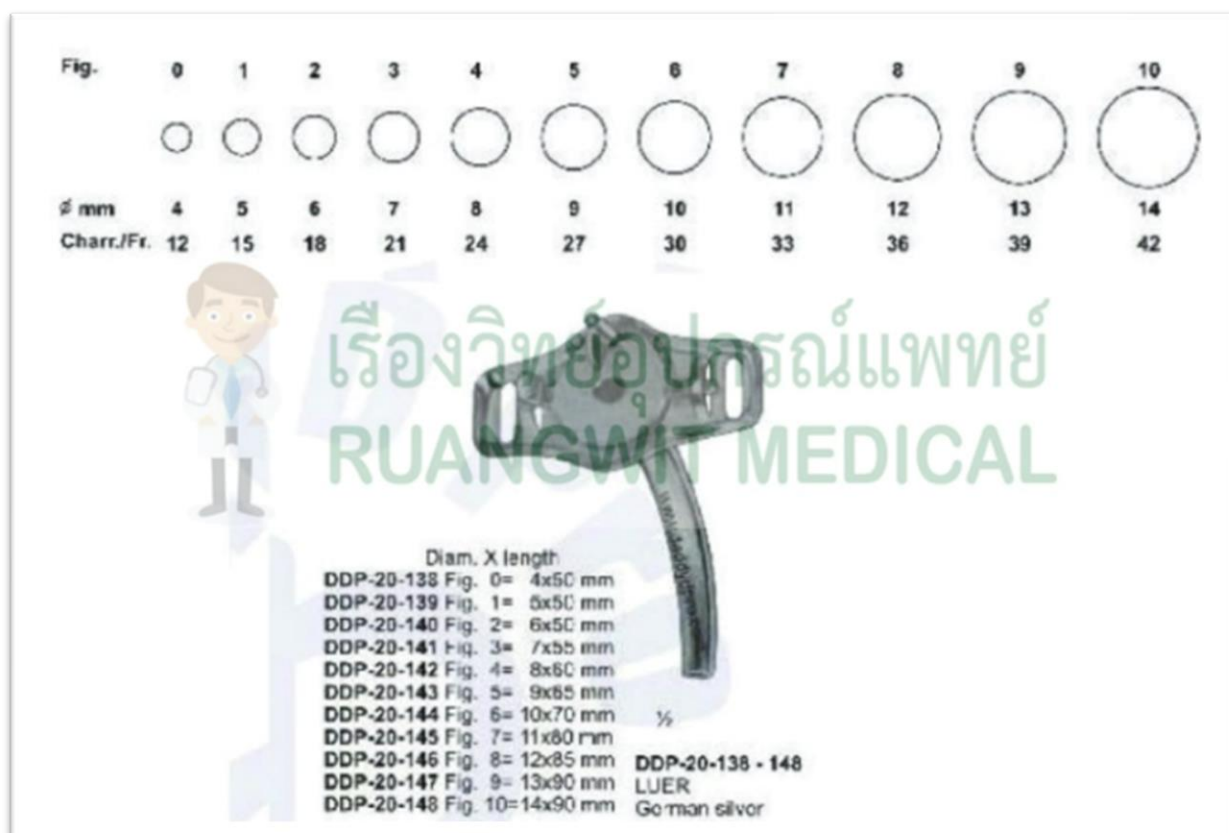 Fig. 0 1 2 3 4 5 6 7 8 9 10
ø mm 4 5 6 7 8 9 10 11 12 13 14
Charr./Fr. 12 15 18 21 24 27 30 33 36 39 42
เรืองวิทย์อุปกรณ์แพทย์
RUANGWIT MEDICAL
Diam. X length
DDP-20-138 Fig. 0= 4x50 mm
DDP-20-139 Fig. 1= 5x50 mm
DDP-20-140 Fig. 2= 6x50 mm
DDP-20-141 Fig. 3= 7x55 mm
DDP-20-142 Fig. 4= 8x60 mm
DDP-20-143 Fig. 5= 9x65 mm
DDP-20-144 Fig. 6= 10x70 mm
½
DDP-20-145 Fig. 7= 11x80 mm
DDP-20-146 Fig. 8= 12x85 mm
DDP-20-138 - 148
DDP-20-147 Fig. 9= 13x90 mm
LUER
DDP-20-148 Fig. 10=14x90 mm
German silver